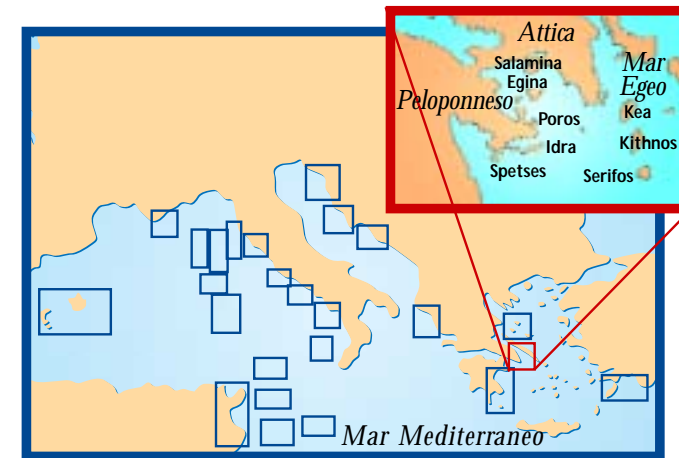 Attica
Salamina
Mar
Egina
Egeo
Peloponneso
Kea
Poros
Kithnos
Idra
Spetses
Serifos
Mar Mediterraneo